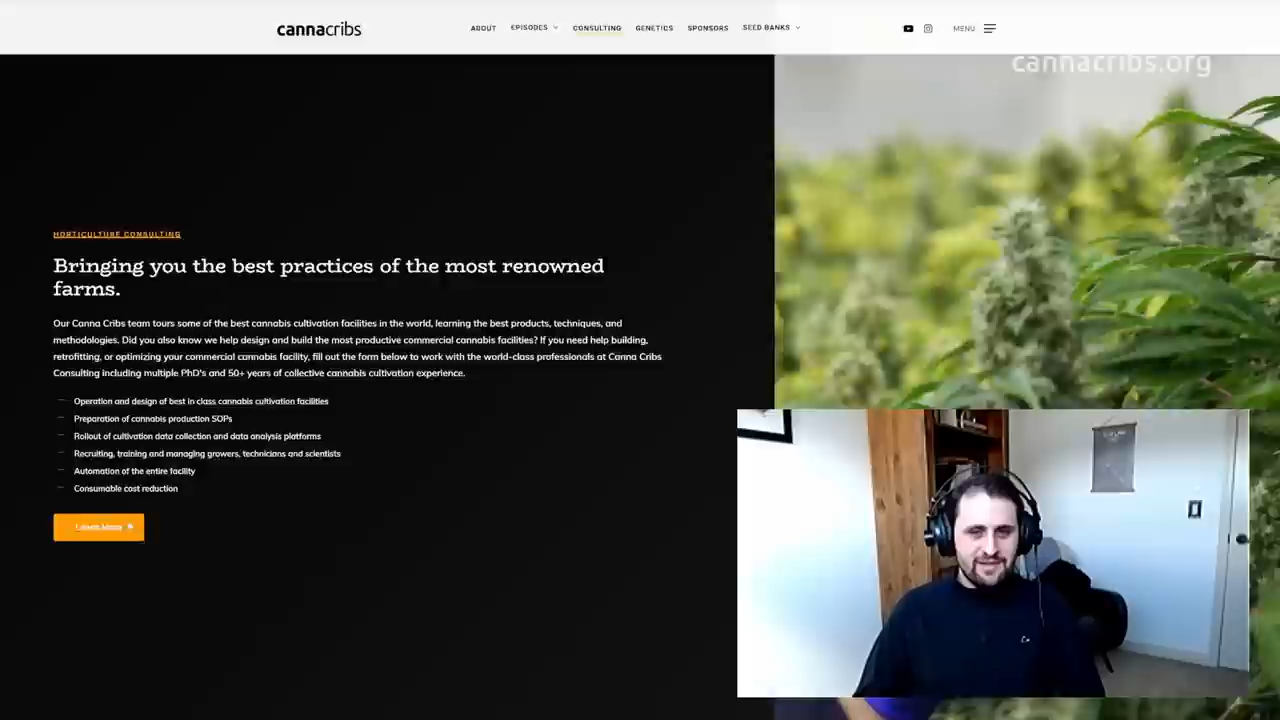 cannacribs
ABOUT
EPISODES
CONSULTING
GENETICS
SPONSORS
SEED BANKS
MENU
cannacribs.org
HORTICULTURE CONSULTING
Bringing you the best practices of the most renowned
farms.
Our Canna Cribs team tours some of the best cannabis cultivation facilities in the world, learning the best products, techniques, and
methodologies. Did you also know we help design and build the most productive commercial cannabis facilities? If you need help building,
retrofitting, or optimizing your commercial cannabis facility, fill out the form below to work with the world-class professionals at Canna Cribs
Consulting including multiple PhD's and 50+ years of collective cannabis cultivation experience.
Operation and design of best in class cannabis cultivation facilities
Preparation of cannabis production SOPs
Rollout of cultivation data collection and data analysis platforms
Recruiting, training and managing growers, technicians and scientists
Automation of the entire facility
Consumable cost reduction
Learn More